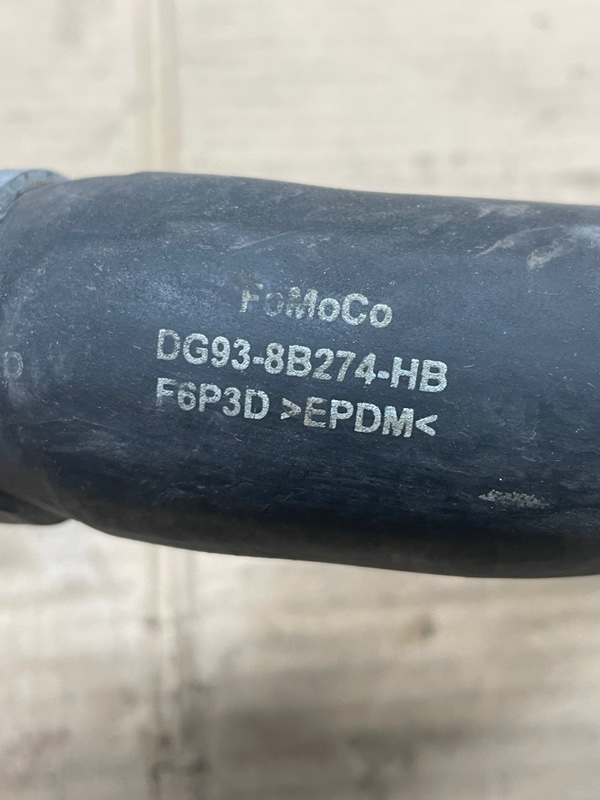 FoMoCo
DG93-8B274-HB
F6P3D >EPDM<